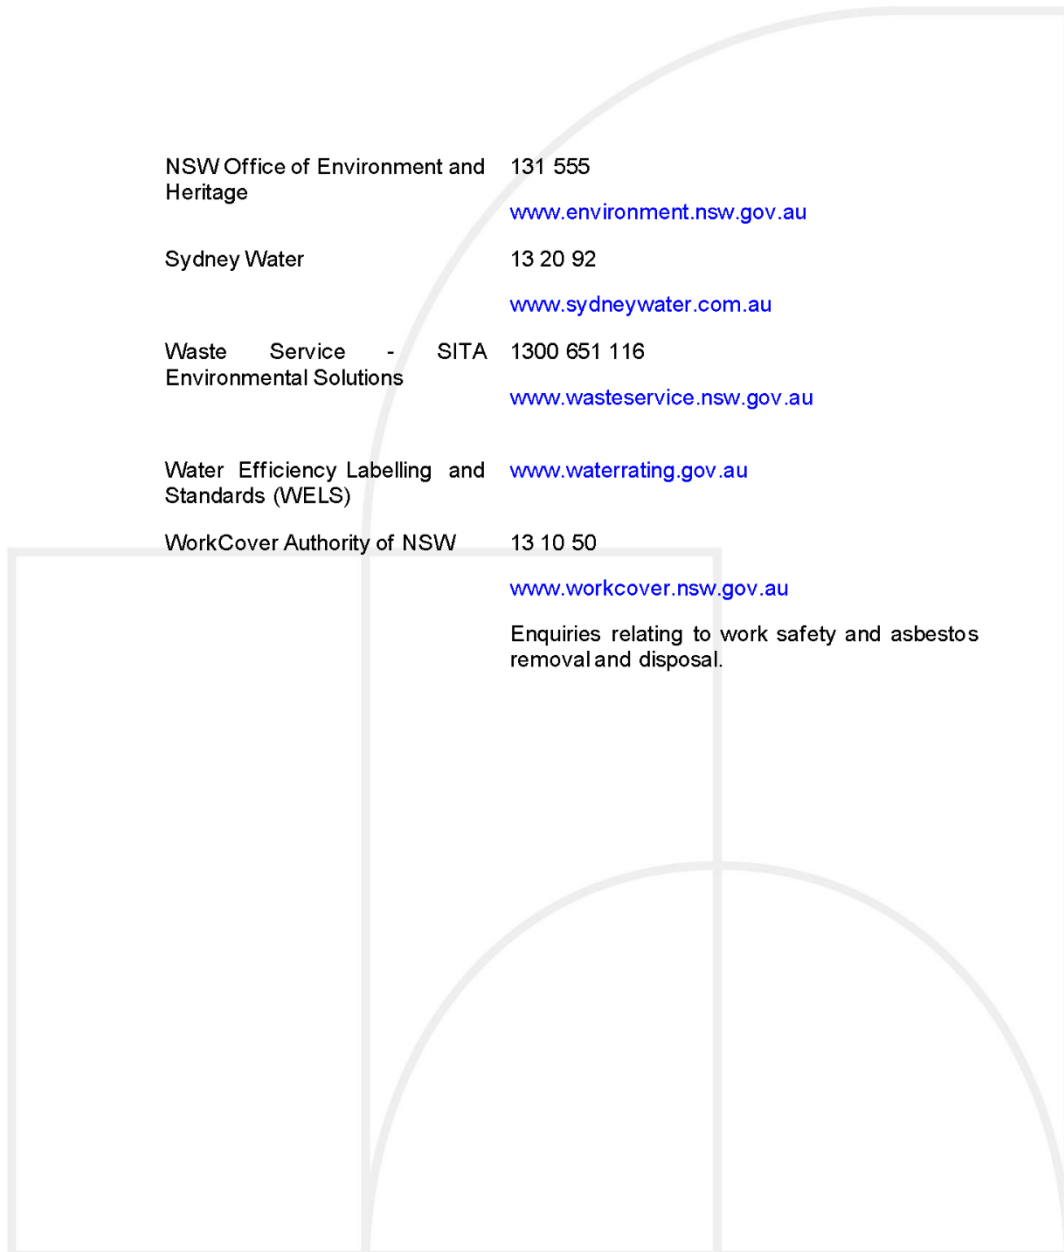 NSW Office of Environment and Heritage
131 555
www.environment.nsw.gov.au
Sydney Water
13 20 92
www.sydneywater.com.au
Waste Service - SITA Environmental Solutions
1300 651 116
www.wasteservice.nsw.gov.au
Water Efficiency Labelling and Standards (WELS)
www.waterrating.gov.au
WorkCover Authority of NSW
13 10 50
www.workcover.nsw.gov.au
Enquiries relating to work safety and asbestos
removal and disposal.